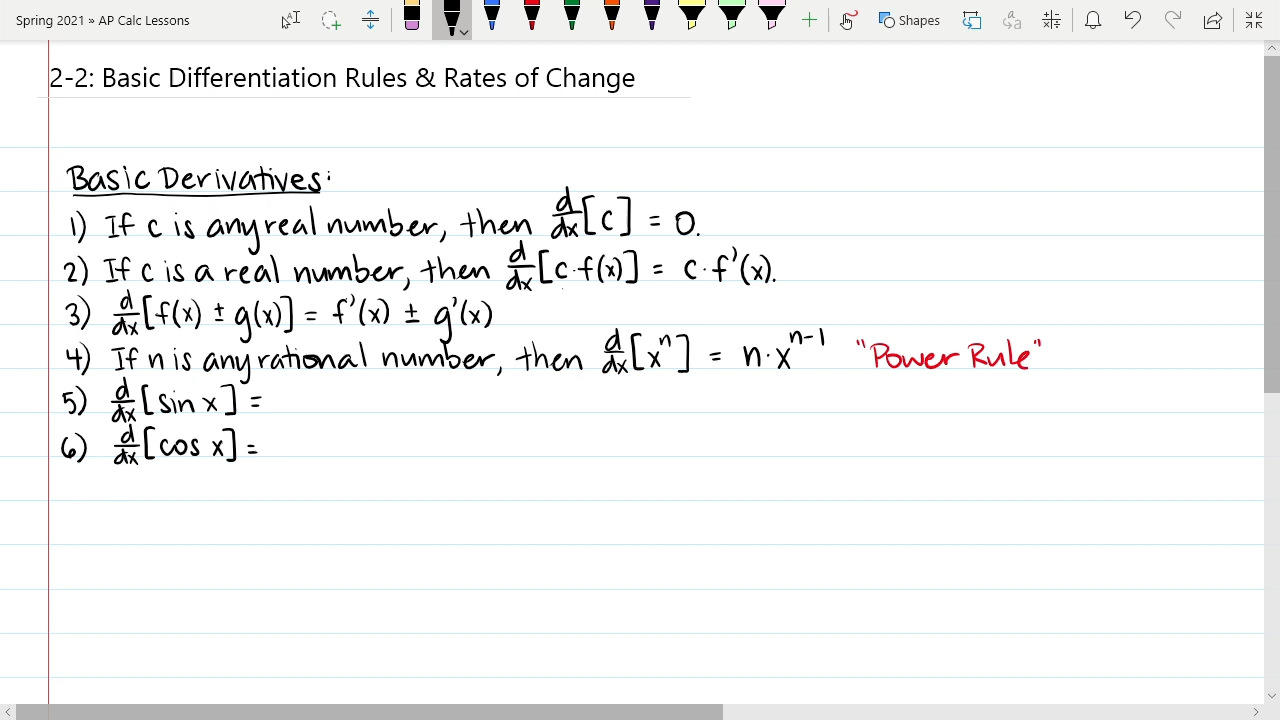 Spring 2021 » AP Calc Lessons
Shapes
2-2: Basic Differentiation Rules & Rates of Change
Basic Derivatives:
1) If c is any real number, then d/dx [c] = 0.
2) If c is a real number, then d/dx [c·f(x)] = c·f'(x).
3) d/dx [f(x) ± g(x)] = f'(x) ± g'(x)
4) If n is any rational number, then d/dx [xⁿ] = n·xⁿ⁻¹ "Power Rule"
5) d/dx [sin x] =
6) d/dx [cos x] =